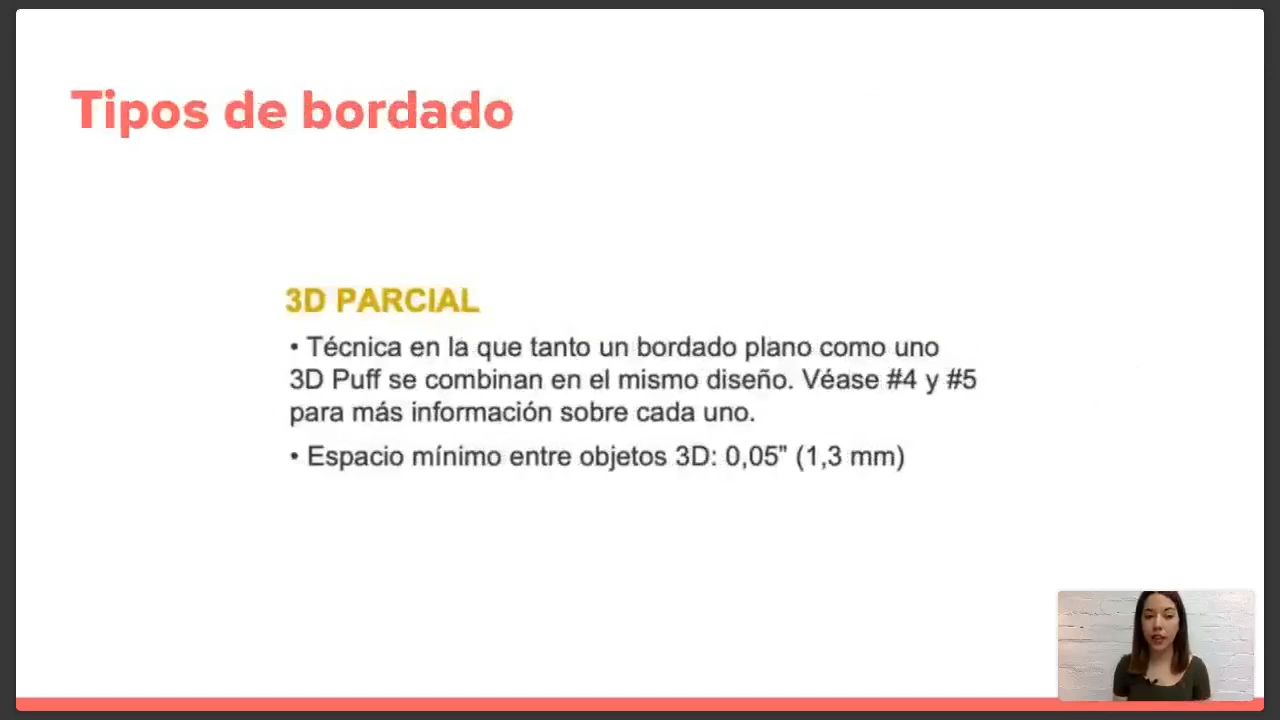 Tipos de bordado
3D PARCIAL
• Técnica en la que tanto un bordado plano como uno
3D Puff se combinan en el mismo diseño. Véase #4 y #5
para más información sobre cada uno.
• Espacio mínimo entre objetos 3D: 0,05” (1,3 mm)